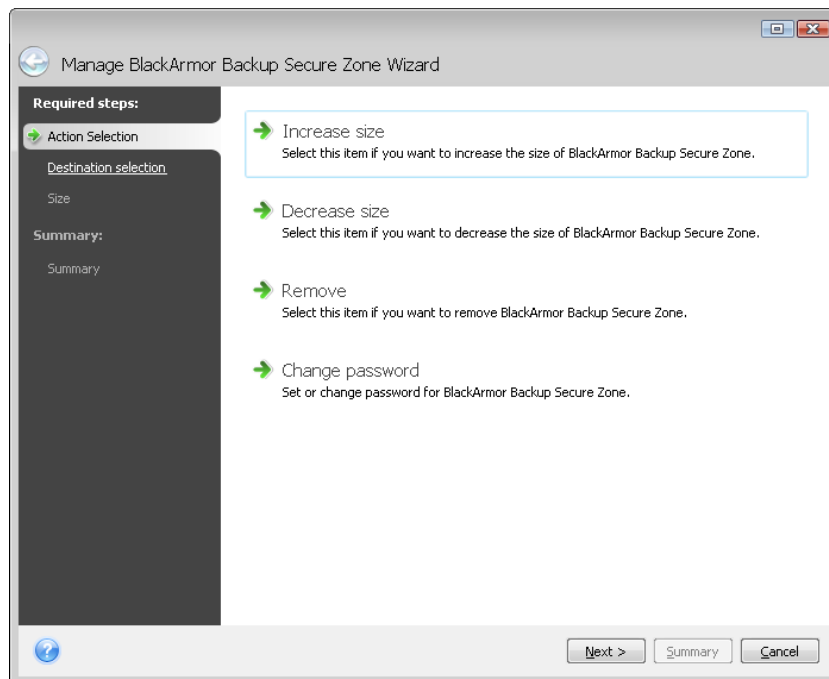 Manage BlackArmor Backup Secure Zone Wizard
Required steps:
Action Selection
Destination selection
Size
Summary:
Summary
Increase size
Select this item if you want to increase the size of BlackArmor Backup Secure Zone.
Decrease size
Select this item if you want to decrease the size of BlackArmor Backup Secure Zone.
Remove
Select this item if you want to remove BlackArmor Backup Secure Zone.
Change password
Set or change password for BlackArmor Backup Secure Zone.
?
Next >
Summary
Cancel